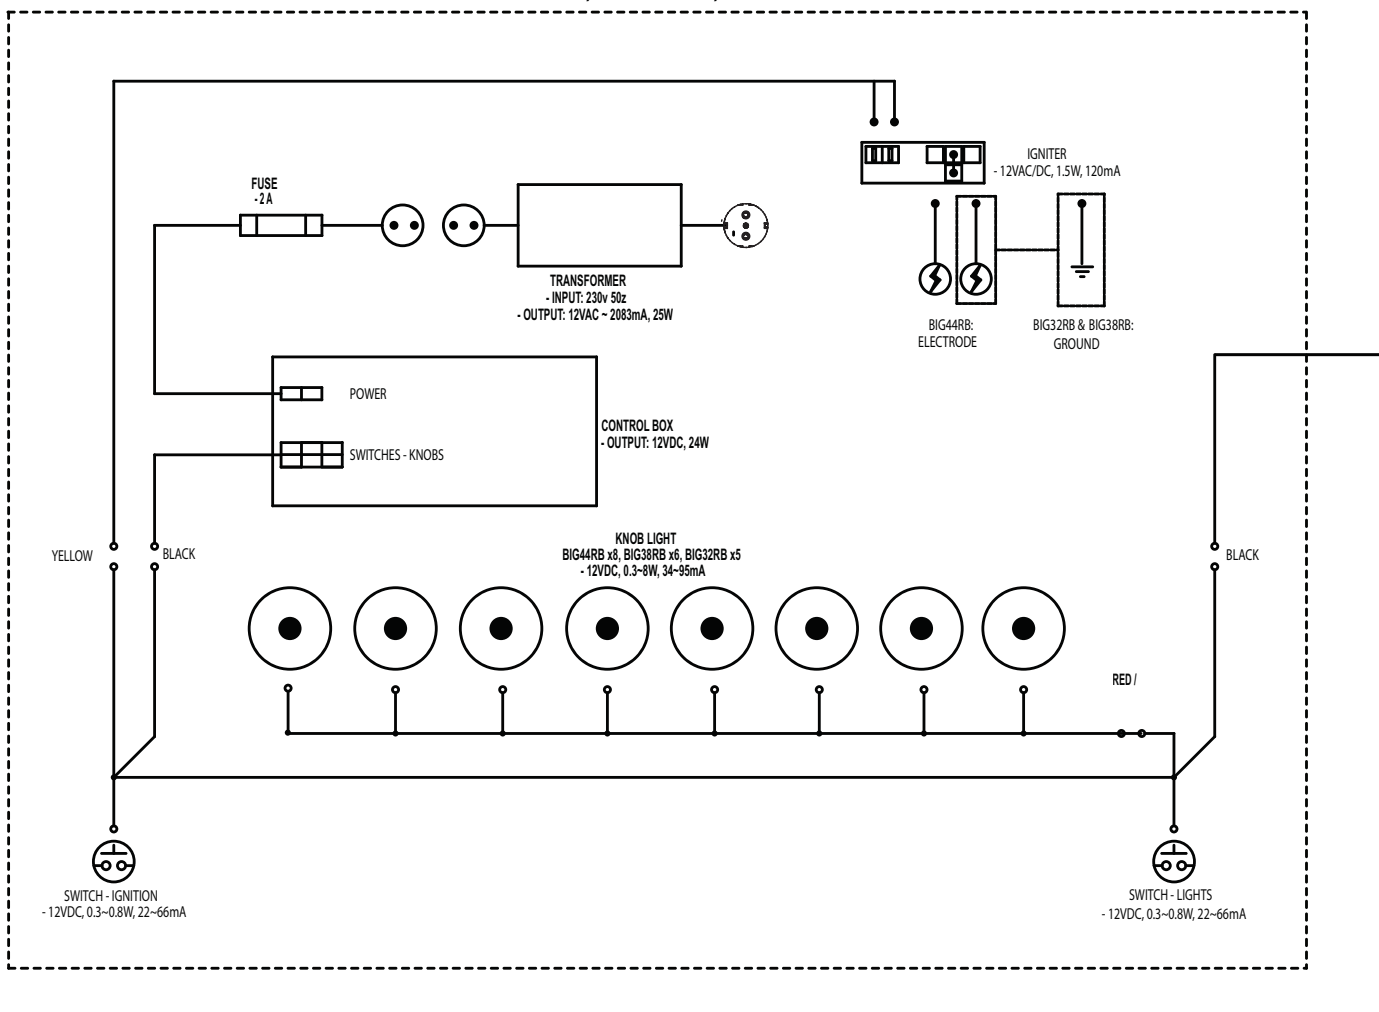 IGNITER
- 12VAC/DC, 1.5W, 120mA
FUSE
- 2 A
TRANSFORMER
- INPUT: 230v 50z
- OUTPUT: 12VAC ~ 2083mA, 25W
BIG44RB:
ELECTRODE
BIG32RB & BIG38RB:
GROUND
POWER
CONTROL BOX
- OUTPUT: 12VDC, 24W
SWITCHES - KNOBS
YELLOW
BLACK
KNOB LIGHT
BIG44RB x8, BIG38RB x6, BIG32RB x5
- 12VDC, 0.3~8W, 34~95mA
BLACK
RED /
SWITCH - IGNITION
- 12VDC, 0.3~0.8W, 22~66mA
SWITCH - LIGHTS
- 12VDC, 0.3~0.8W, 22~66mA